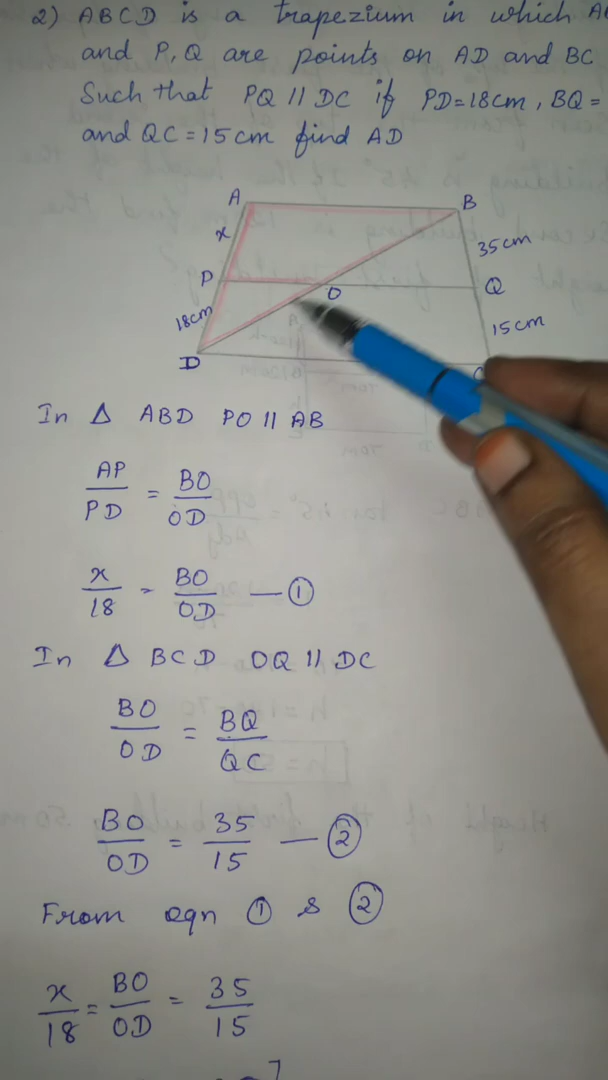 2) ABCD is a trapezium in which
and P, Q are points on AD and BC
Such that PQ || DC if PD=18cm, BQ=
and QC=15cm find AD
A
B
x
35cm
P
O
Q
18cm
15cm
D
In Δ ABD PO || AB
AP/PD = BO/OD
x/18 = BO/OD — ①
In Δ BCD OQ || DC
BO/OD = BQ/QC
BO/OD = 35/15 — ②
From eqn ① & ②
x/18 = BO/OD = 35/15
7